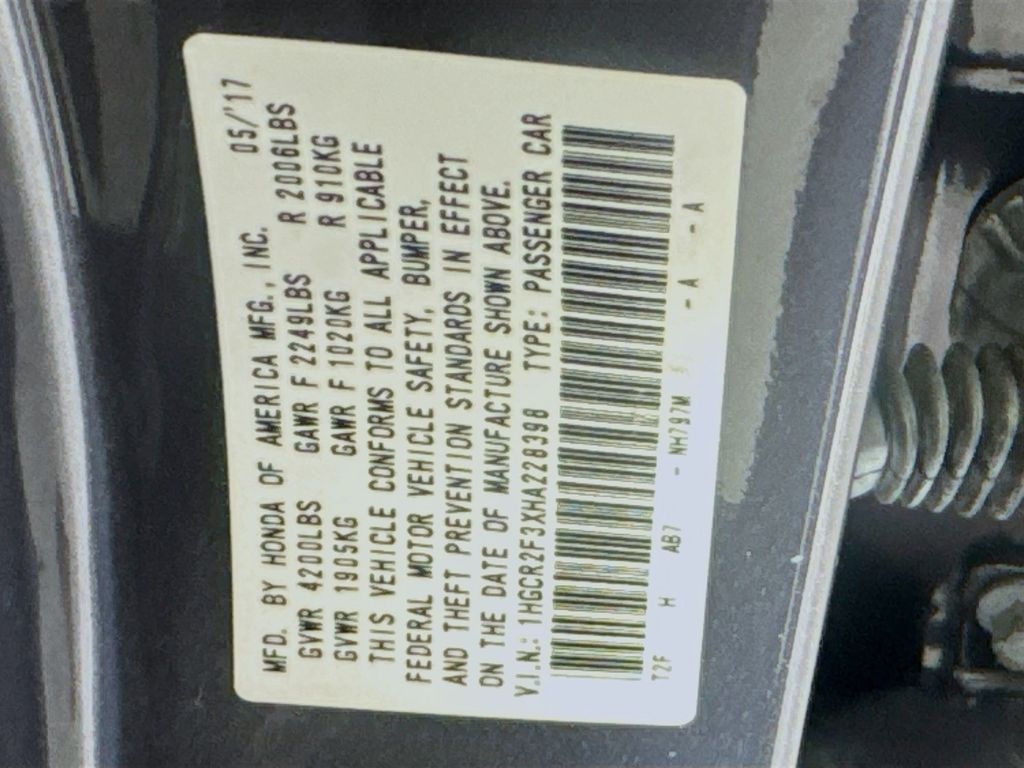 MFD. BY HONDA OF AMERICA MFG., INC. 05/'17
GVWR 4200LBS GAWR F 2249LBS R 2006LBS
GVWR 1905KG GAWR F 1020KG R 910KG
THIS VEHICLE CONFORMS TO ALL APPLICABLE
FEDERAL MOTOR VEHICLE SAFETY, BUMPER,
AND THEFT PREVENTION STANDARDS IN EFFECT
ON THE DATE OF MANUFACTURE SHOWN ABOVE.
V.I.N.: 1HGCR2F3XHA228398 TYPE: PASSENGER CAR
T2F H AB7 - NH797M - A - A